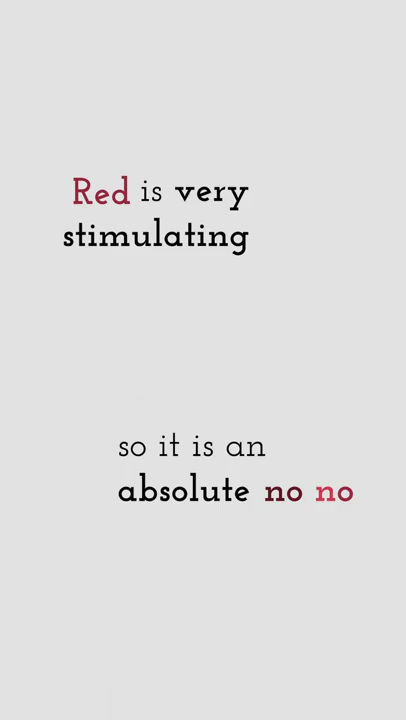 Red is very
stimulating
so it is an
absolute no no